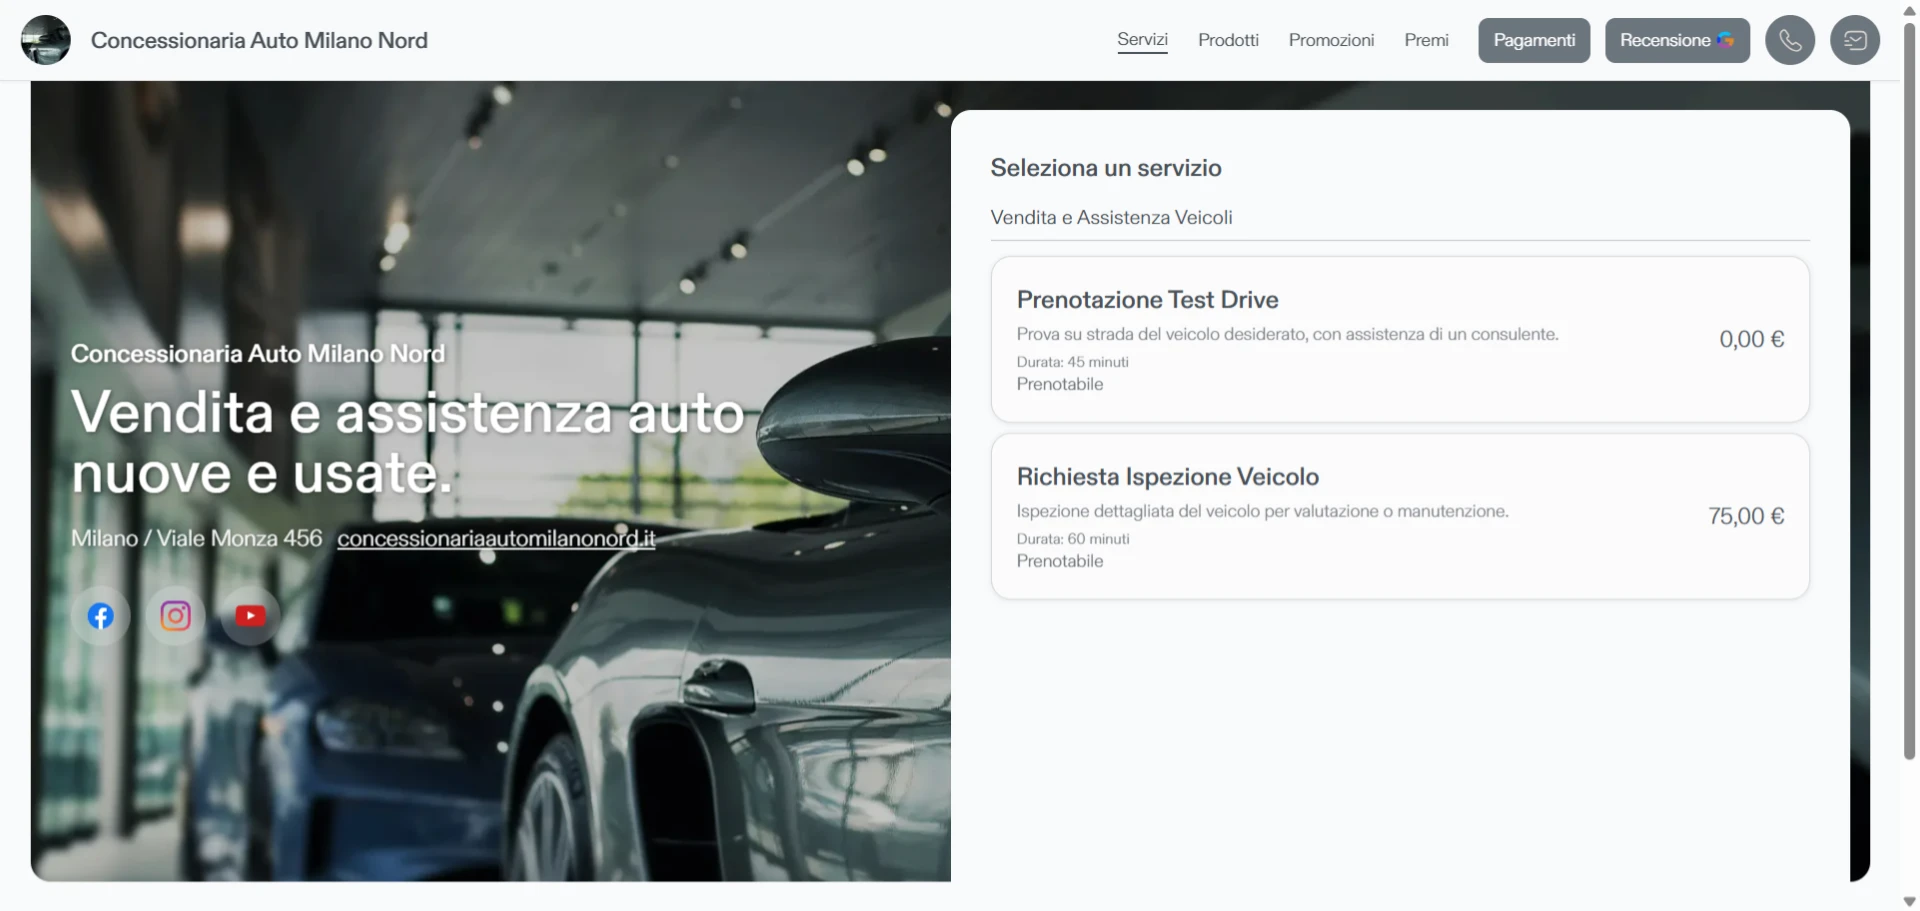 Concessionaria Auto Milano Nord
Servizi
Prodotti
Promozioni
Premi
Pagamenti
Recensione
Concessionaria Auto Milano Nord
Vendita e assistenza auto
nuove e usate.
Milano / Viale Monza 456 concessionariaautomilanonord.it
Seleziona un servizio
Vendita e Assistenza Veicoli
Prenotazione Test Drive
Prova su strada del veicolo desiderato, con assistenza di un consulente.
Durata: 45 minuti
Prenotabile
0,00 €
Richiesta Ispezione Veicolo
Ispezione dettagliata del veicolo per valutazione o manutenzione.
Durata: 60 minuti
Prenotabile
75,00 €